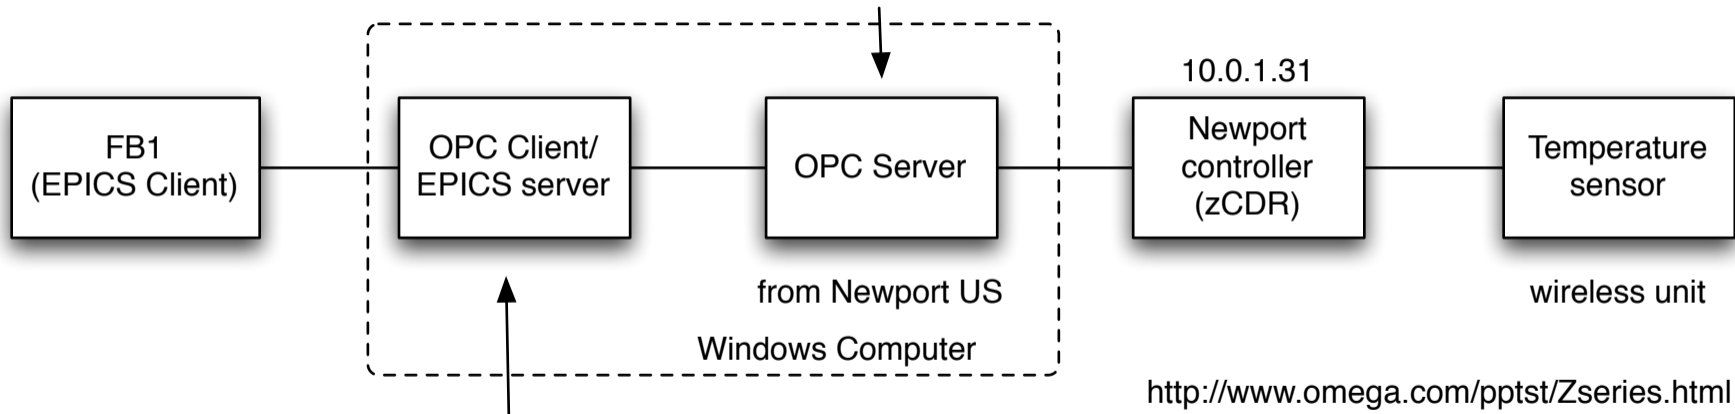 10.0.1.31
FB1
(EPICS Client)
OPC Client/
EPICS server
OPC Server
Newport
controller
(zCDR)
Temperature
sensor
from Newport US
wireless unit
Windows Computer
http://www.omega.com/pptst/Zseries.html